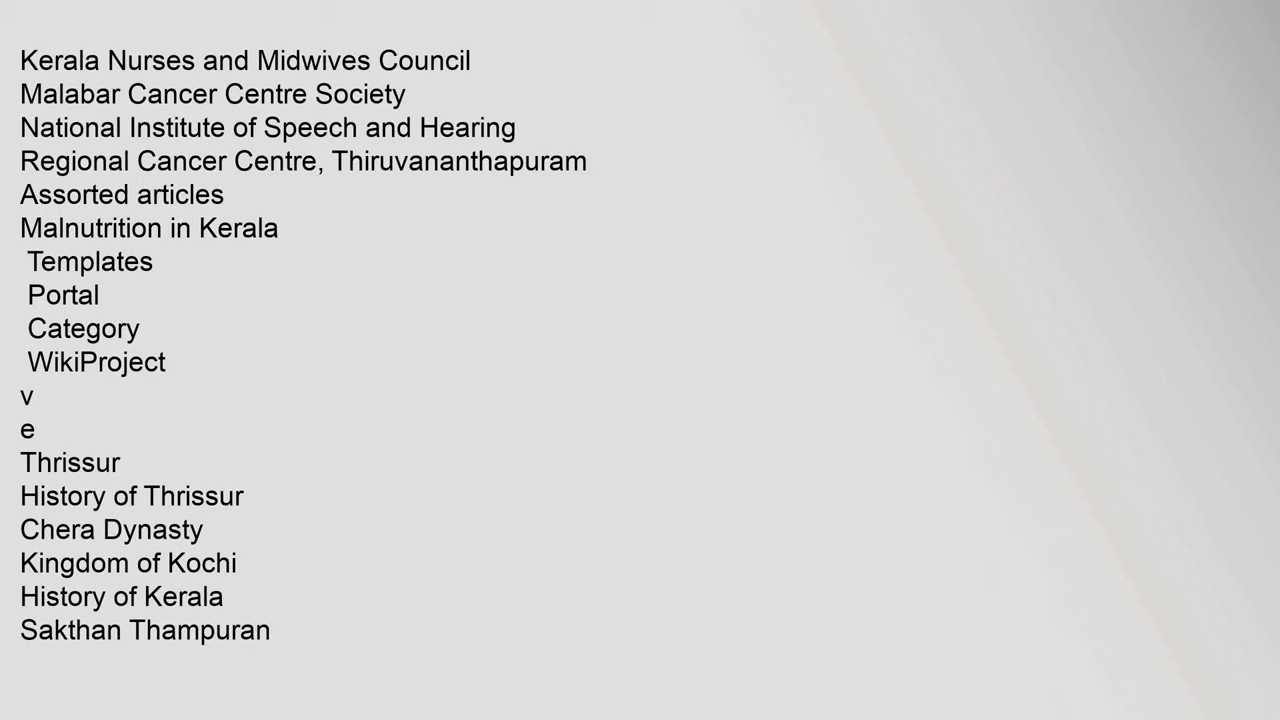 Kerala Nurses and Midwives Council
Malabar Cancer Centre Society
National Institute of Speech and Hearing
Regional Cancer Centre, Thiruvananthapuram
Assorted articles
Malnutrition in Kerala
Templates
Portal
Category
WikiProject
v
e
Thrissur
History of Thrissur
Chera Dynasty
Kingdom of Kochi
History of Kerala
Sakthan Thampuran